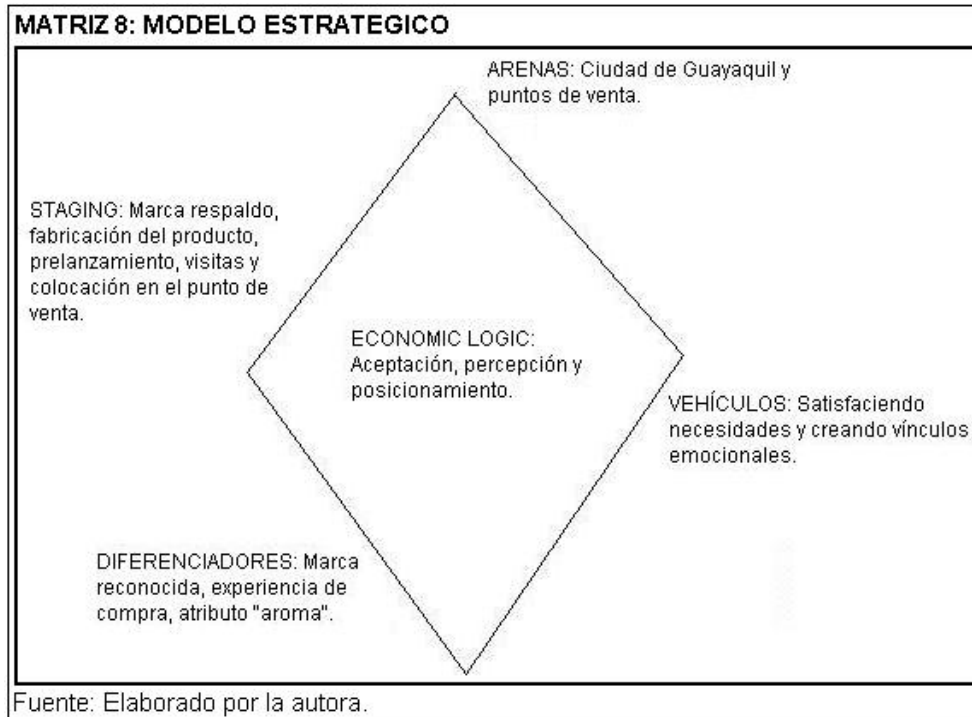 MATRIZ 8: MODELO ESTRATEGICO
ARENAS: Ciudad de Guayaquil y
puntos de venta.
STAGING: Marca respaldo,
fabricación del producto,
prelanzamiento, visitas y
colocación en el punto de
venta.
ECONOMIC LOGIC:
Aceptación, percepción y
posicionamiento.
VEHÍCULOS: Satisfaciendo
necesidades y creando vínculos
emocionales.
DIFERENCIADORES: Marca
reconocida, experiencia de
compra, atributo "aroma".
Fuente: Elaborado por la autora.